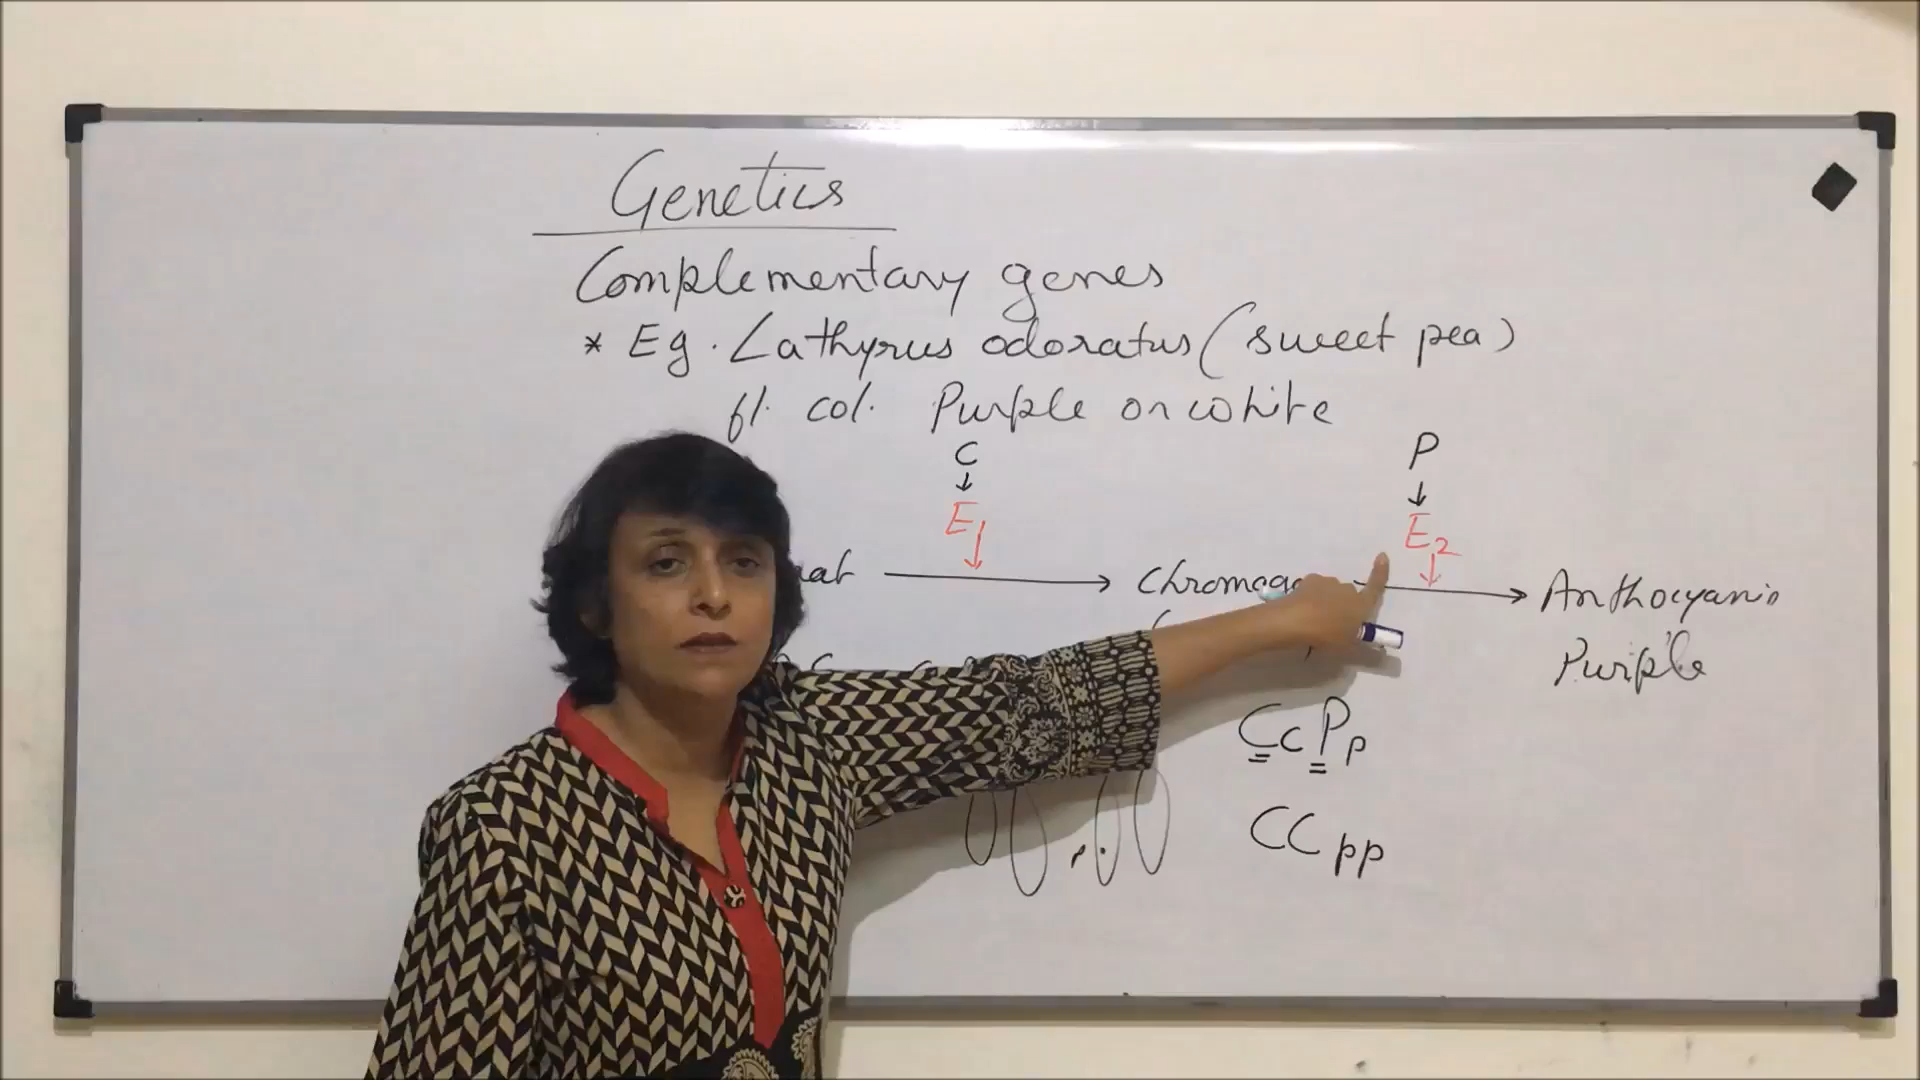 Genetics
Complementary genes
* Eg. Lathyrus odoratus (sweet pea)
fl. col. Purple or white
C P
↓ ↓
E₁ E₂
↓ ↓
→ → Anthocyanin
Purple
CcPp
CCpp